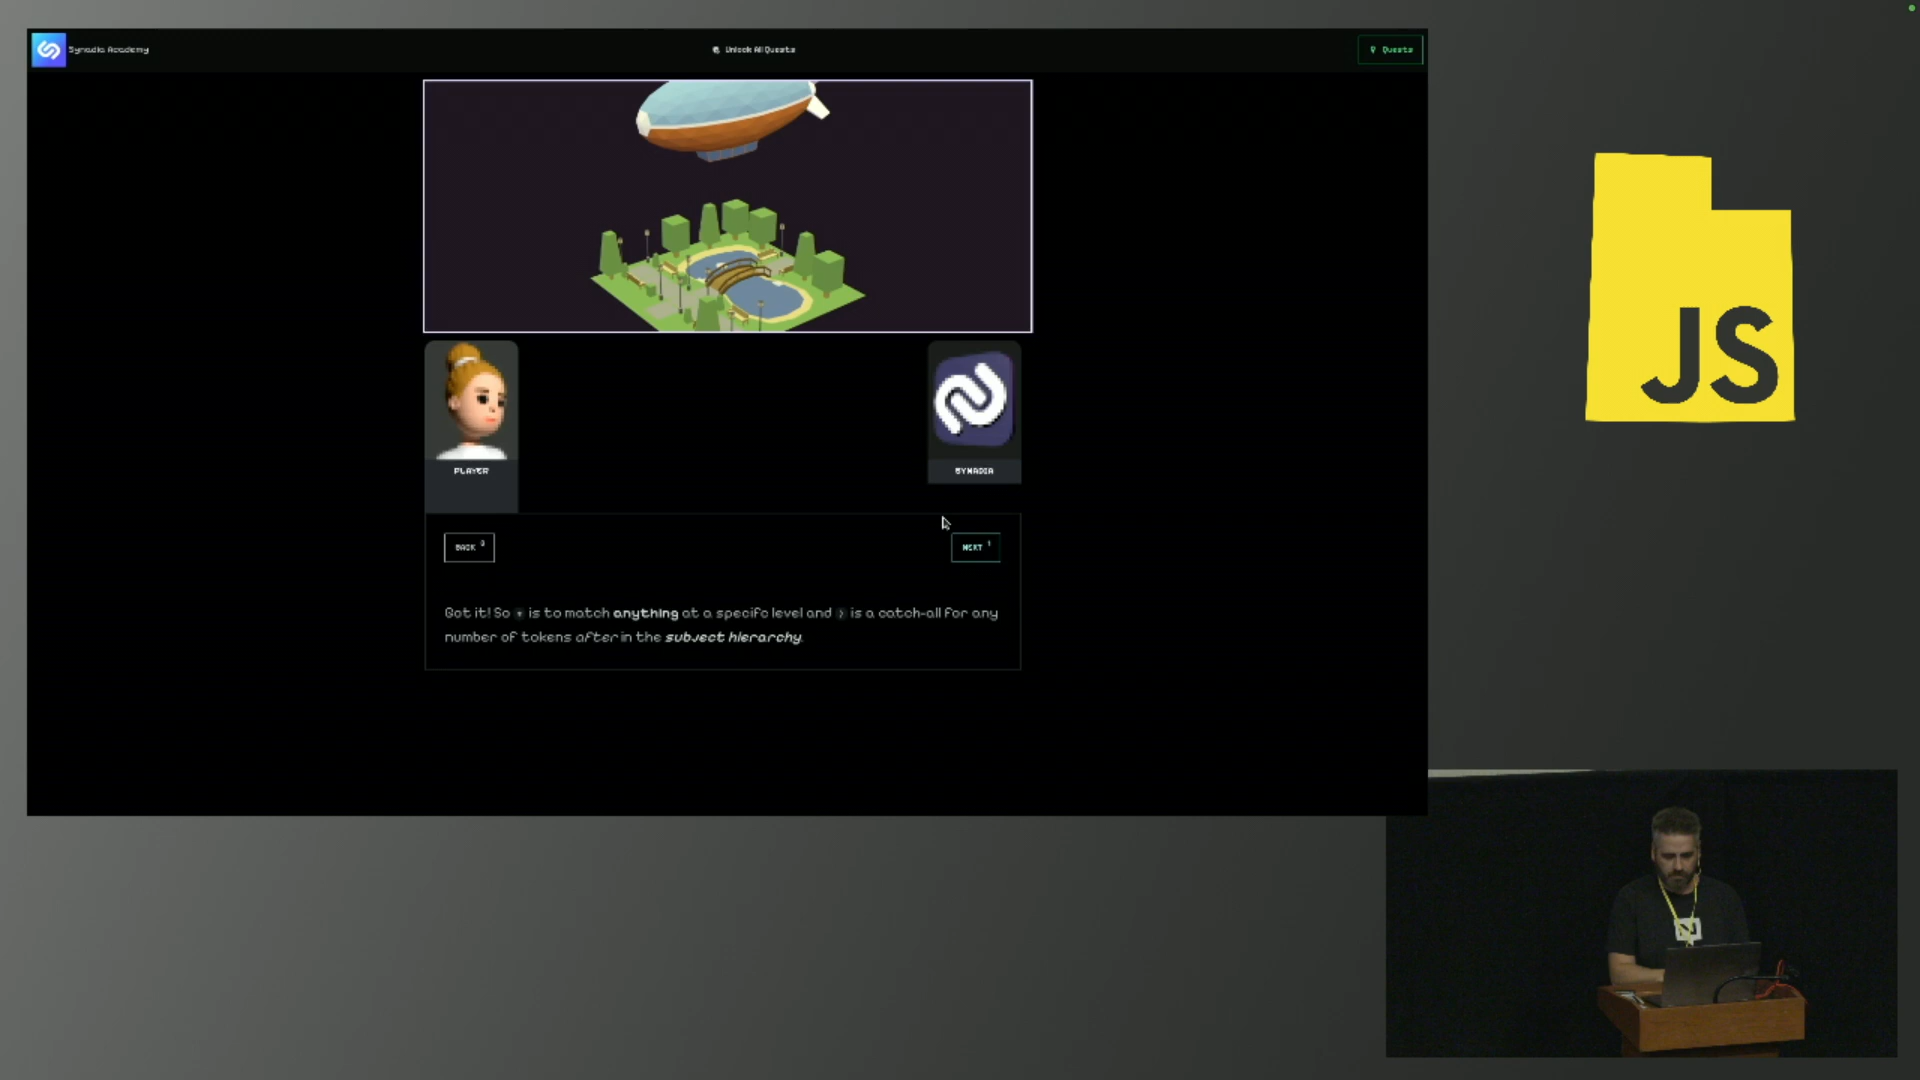 Synadia Academy
Unlock All Quests
Quests
JS
PLAYER
SYNADIA
BACK
NEXT
Got it! So * is to match anything at a specifc level and > is a catch-all for any
number of tokens after in the subject hierarchy.